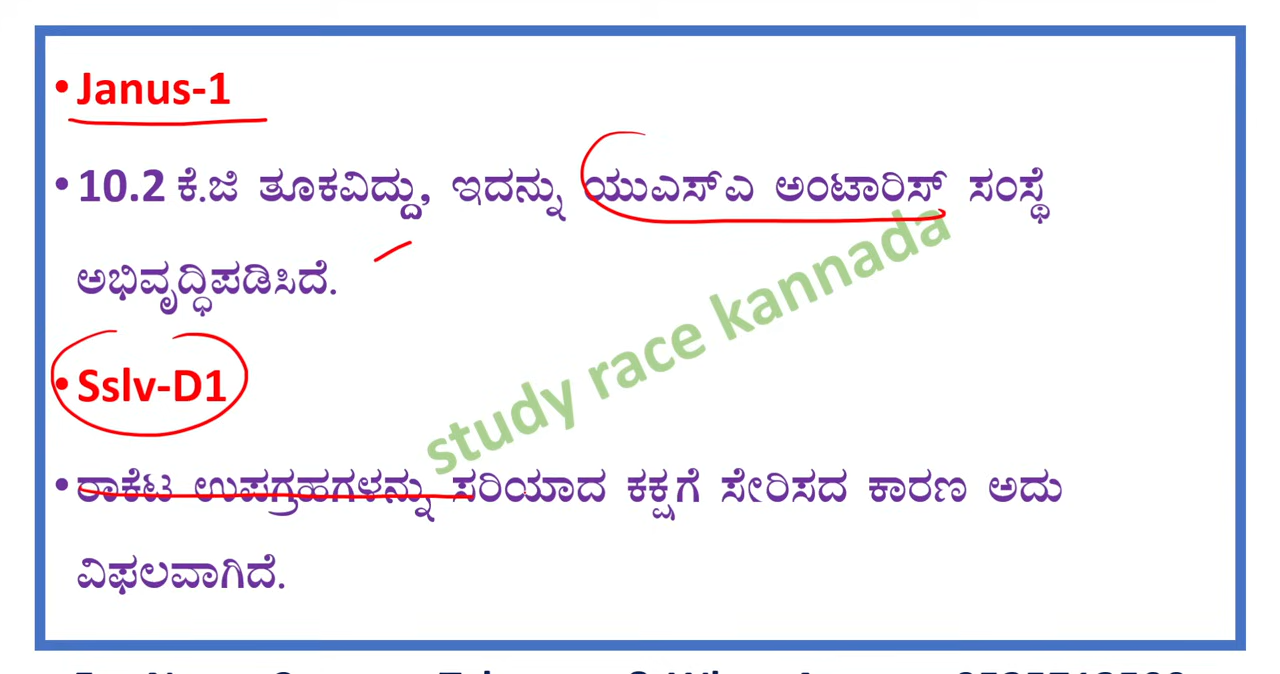 • Janus-1
• 10.2 ಕೆ.ಜಿ ತೂಕವಿದ್ದು, ಇದನ್ನು ಯುಎಸ್ಎ ಅಂಟಾರಿಸ್ ಸಂಸ್ಥೆ
ಅಭಿವೃದ್ಧಿಪಡಿಸಿದೆ.
• Sslv-D1
• ರಾಕೆಟ ಉಪಗ್ರಹಗಳನ್ನು ಸರಿಯಾದ ಕಕ್ಷಗೆ ಸೇರಿಸದ ಕಾರಣ ಅದು
ವಿಫಲವಾಗಿದೆ.
study race kannada